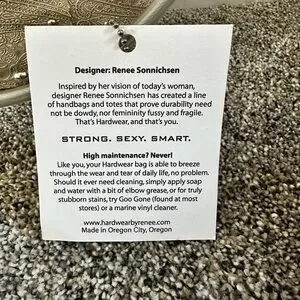 Designer: Renee Sonnichsen
Inspired by her vision of today's woman,
designer Renee Sonnichsen has created a line
of handbags and totes that prove durability need
not be dowdy, nor femininity fussy and fragile.
That's Hardwear, and that's you.
STRONG. SEXY. SMART.
High maintenance? Never!
Like you, your Hardwear bag is able to breeze
through the wear and tear of daily life, no problem.
Should it ever need cleaning, simply apply soap
and water with a bit of elbow grease, or for truly
stubborn stains, try Goo Gone (found at most
stores) or a marine vinyl cleaner.
www.hardwearbyrenee.com
Made in Oregon City, Oregon